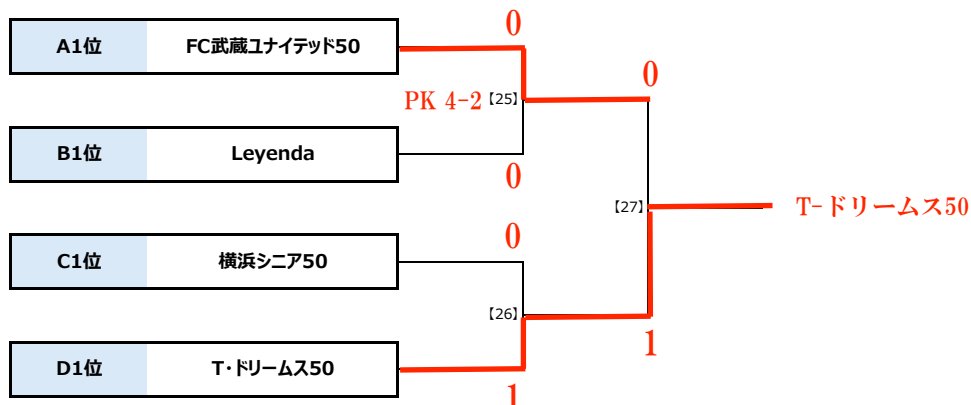 0
A1位 FC武蔵ユナイテッド50
0
PK 4-2 【25】
B1位 Leyenda
0
【27】 T-ドリームス50
0
C1位 横浜シニア50
【26】
1
D1位 T・ドリームス50
1